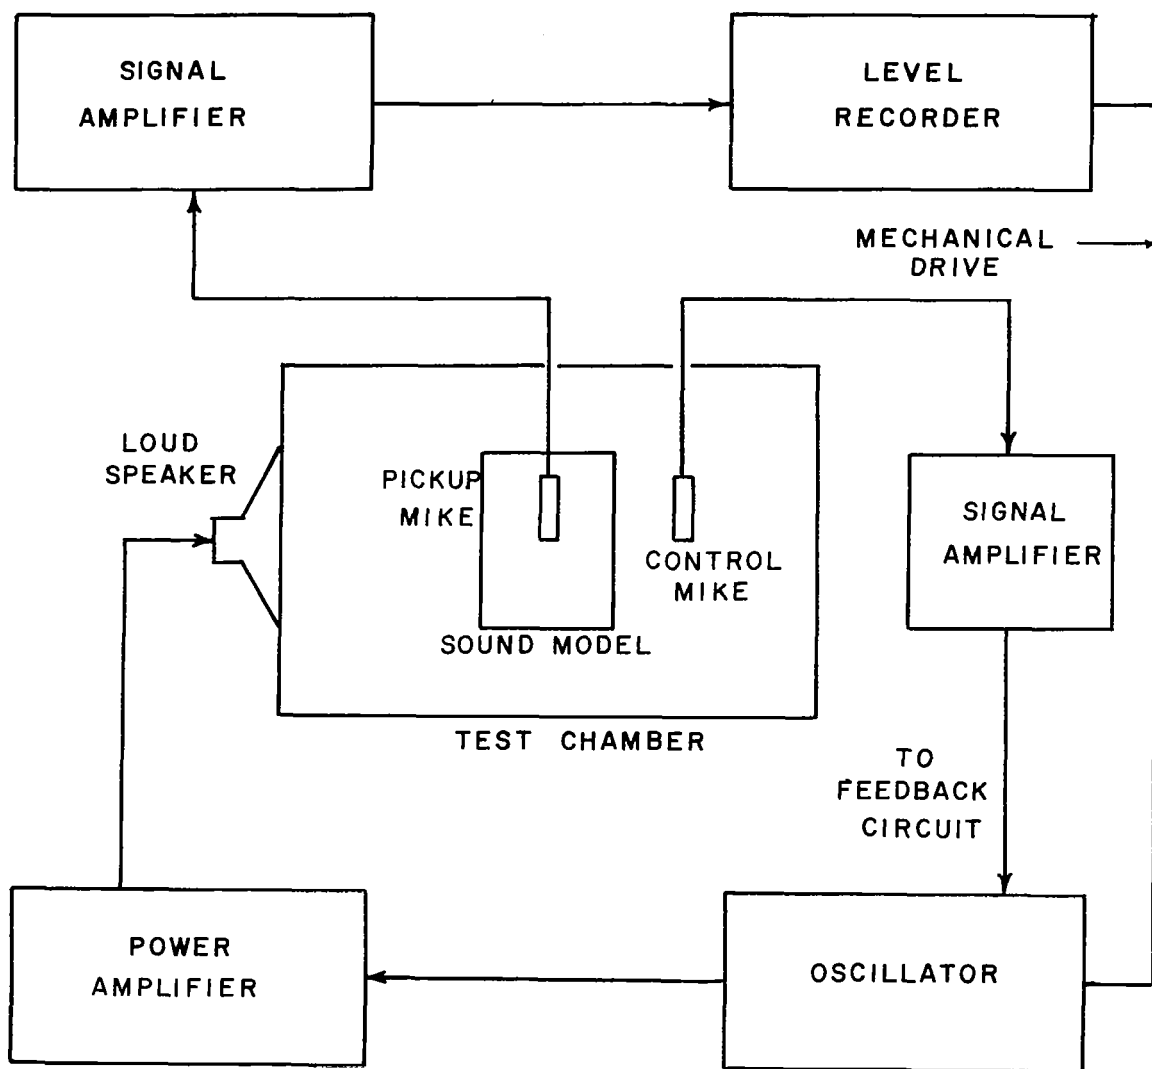 SIGNAL
AMPLIFIER
LEVEL
RECORDER
MECHANICAL
DRIVE
LOUD
SPEAKER
PICKUP
MIKE
CONTROL
MIKE
SOUND MODEL
SIGNAL
AMPLIFIER
TEST CHAMBER
TO
FEEDBACK
CIRCUIT
POWER
AMPLIFIER
OSCILLATOR